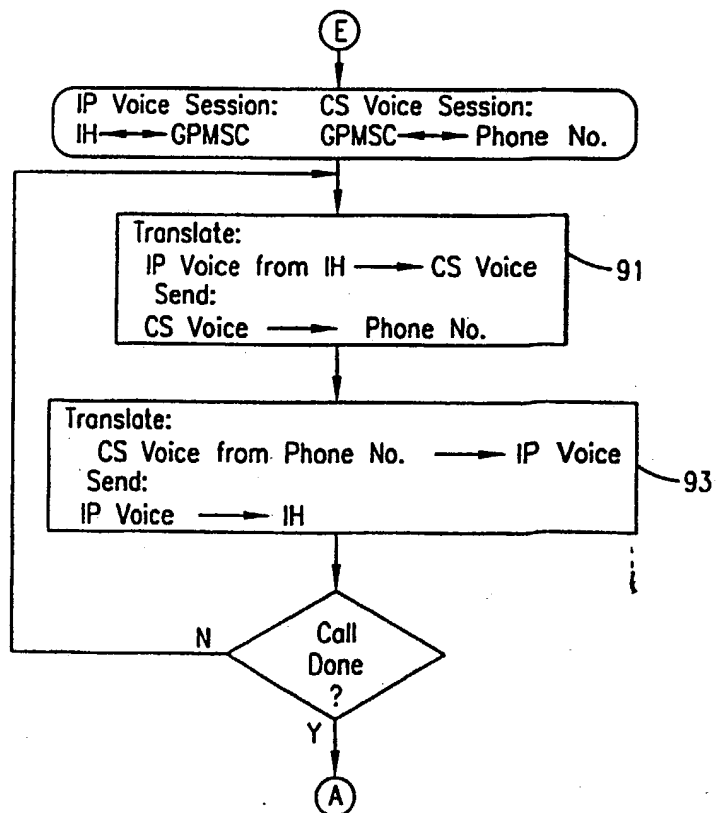 E
IP Voice Session: CS Voice Session:
IH GPMSC GPMSC Phone No.
Translate:
IP Voice from IH CS Voice
Send:
CS Voice Phone No.
91
Translate:
CS Voice from Phone No. IP Voice
Send:
IP Voice IH
93
N
Call
Done
?
Y
A